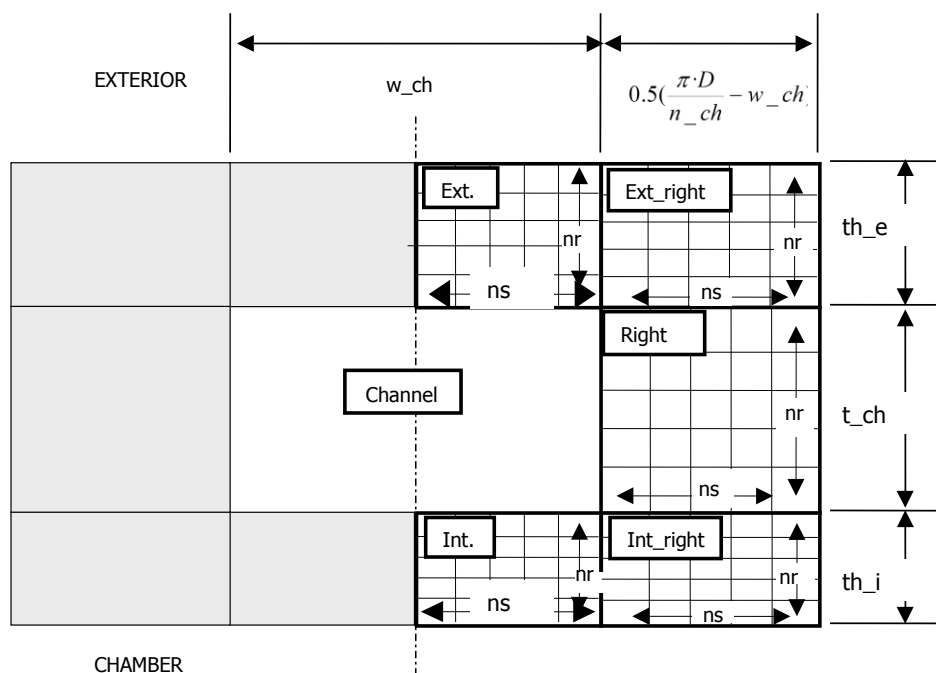 EXTERIOR
w_ch
0.5(π·D/n_ch − w_ch)
Ext.
Ext_right
nr
nr
th_e
ns
ns
Right
Channel
nr
t_ch
ns
Int.
Int_right
nr
nr
th_i
ns
ns
CHAMBER